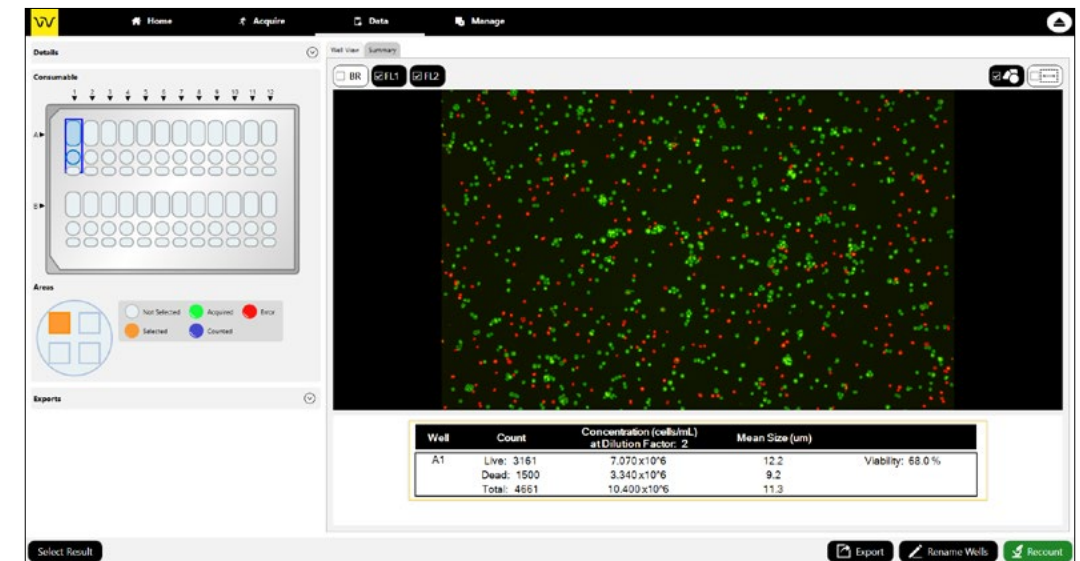 Home Acquire Data Manage
Details
Well View Summary
Consumable
BR FL1 FL2
1 2 3 4 5 6 7 8 9 10 11 12
A
B
Areas
Not Selected Acquired Error
Selected Counted
Exports
Well Count Concentration (cells/mL) at Dilution Factor: 2 Mean Size (um)
A1 Live: 3161 7.070x10^6 12.2 Viability: 68.0 %
Dead: 1500 3.340x10^6 9.2
Total: 4661 10.400x10^6 11.3
Select Result Export Rename Wells Recount